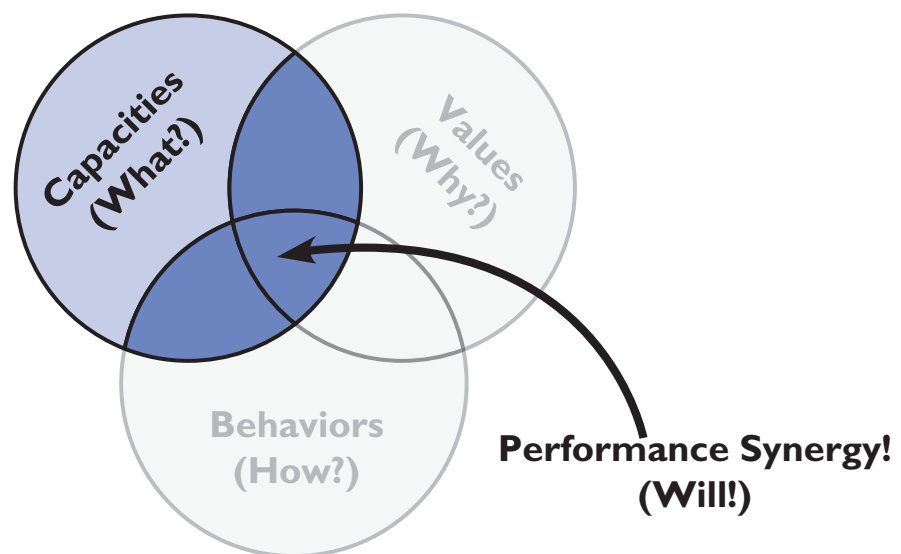 Capacities
(What?)
Values
(Why?)
Behaviors
(How?)
Performance Synergy!
(Will!)